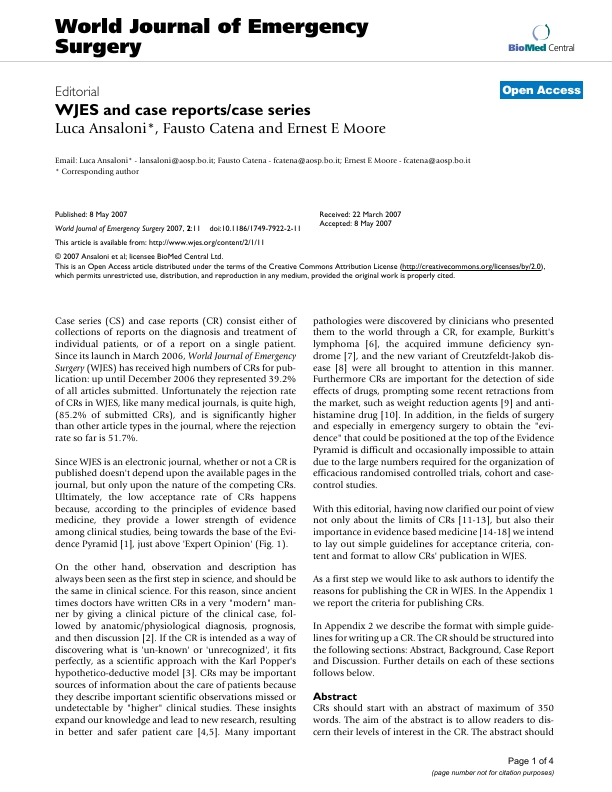 World Journal of Emergency
Surgery
BioMed Central
Open Access
Editorial
WJES and case reports/case series
Luca Ansaloni*, Fausto Catena and Ernest E Moore
Email: Luca Ansaloni* - lansaloni@aosp.bo.it; Fausto Catena - fcatena@aosp.bo.it; Ernest E Moore - fcatena@aosp.bo.it
* Corresponding author
Published: 8 May 2007
World Journal of Emergency Surgery 2007, 2:11 doi:10.1186/1749-7922-2-11
This article is available from: http://www.wjes.org/content/2/1/11
Received: 22 March 2007
Accepted: 8 May 2007
© 2007 Ansaloni et al; licensee BioMed Central Ltd.
This is an Open Access article distributed under the terms of the Creative Commons Attribution License (http://creativecommons.org/licenses/by/2.0),
which permits unrestricted use, distribution, and reproduction in any medium, provided the original work is properly cited.
Case series (CS) and case reports (CR) consist either of
collections of reports on the diagnosis and treatment of
individual patients, or of a report on a single patient.
Since its launch in March 2006, World Journal of Emergency
Surgery (WJES) has received high numbers of CRs for pub-
lication: up until December 2006 they represented 39.2%
of all articles submitted. Unfortunately the rejection rate
of CRs in WJES, like many medical journals, is quite high,
(85.2% of submitted CRs), and is significantly higher
than other article types in the journal, where the rejection
rate so far is 51.7%.
Since WJES is an electronic journal, whether or not a CR is
published doesn't depend upon the available pages in the
journal, but only upon the nature of the competing CRs.
Ultimately, the low acceptance rate of CRs happens
because, according to the principles of evidence based
medicine, they provide a lower strength of evidence
among clinical studies, being towards the base of the Evi-
dence Pyramid [1], just above 'Expert Opinion' (Fig. 1).
On the other hand, observation and description has
always been seen as the first step in science, and should be
the same in clinical science. For this reason, since ancient
times doctors have written CRs in a very "modern" man-
ner by giving a clinical picture of the clinical case, fol-
lowed by anatomic/physiological diagnosis, prognosis,
and then discussion [2]. If the CR is intended as a way of
discovering what is 'un-known' or 'unrecognized', it fits
perfectly, as a scientific approach with the Karl Popper's
hypothetico-deductive model [3]. CRs may be important
sources of information about the care of patients because
they describe important scientific observations missed or
undetectable by "higher" clinical studies. These insights
expand our knowledge and lead to new research, resulting
in better and safer patient care [4,5]. Many important
pathologies were discovered by clinicians who presented
them to the world through a CR, for example, Burkitt's
lymphoma [6], the acquired immune deficiency syn-
drome [7], and the new variant of Creutzfeldt-Jakob dis-
ease [8] were all brought to attention in this manner.
Furthermore CRs are important for the detection of side
effects of drugs, prompting some recent retractions from
the market, such as weight reduction agents [9] and anti-
histamine drug [10]. In addition, in the fields of surgery
and especially in emergency surgery to obtain the "evi-
dence" that could be positioned at the top of the Evidence
Pyramid is difficult and occasionally impossible to attain
due to the large numbers required for the organization of
efficacious randomised controlled trials, cohort and case-
control studies.
With this editorial, having now clarified our point of view
not only about the limits of CRs [11-13], but also their
importance in evidence based medicine [14-18] we intend
to lay out simple guidelines for acceptance criteria, con-
tent and format to allow CRs' publication in WJES.
As a first step we would like to ask authors to identify the
reasons for publishing the CR in WJES. In the Appendix 1
we report the criteria for publishing CRs.
In Appendix 2 we describe the format with simple guide-
lines for writing up a CR. The CR should be structured into
the following sections: Abstract, Background, Case Report
and Discussion. Further details on each of these sections
follows below.
Abstract
CRs should start with an abstract of maximum of 350
words. The aim of the abstract is to allow readers to dis-
cern their levels of interest in the CR. The abstract should
Page 1 of 4
(page number not for citation purposes)